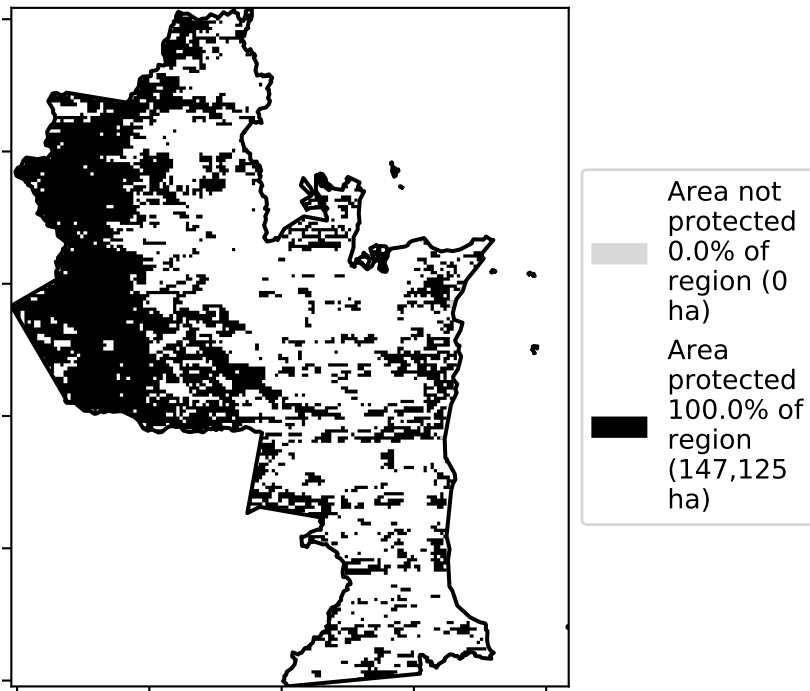 Area not
protected
0.0% of
region (0
ha)
Area
protected
100.0% of
region
(147,125
ha)